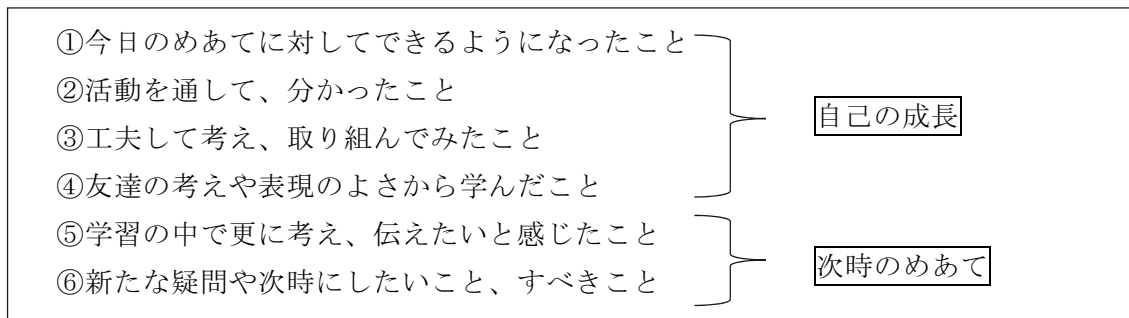 ①今日のめあてに対してできるようになったこと
②活動を通して、分かったこと
③工夫して考え、取り組んでみたこと
④友達の考えや表現のよさから学んだこと
自己の成長
⑤学習の中で更に考え、伝えたいと感じたこと
⑥新たな疑問や次時にしたいこと、すべきこと
次時のめあて